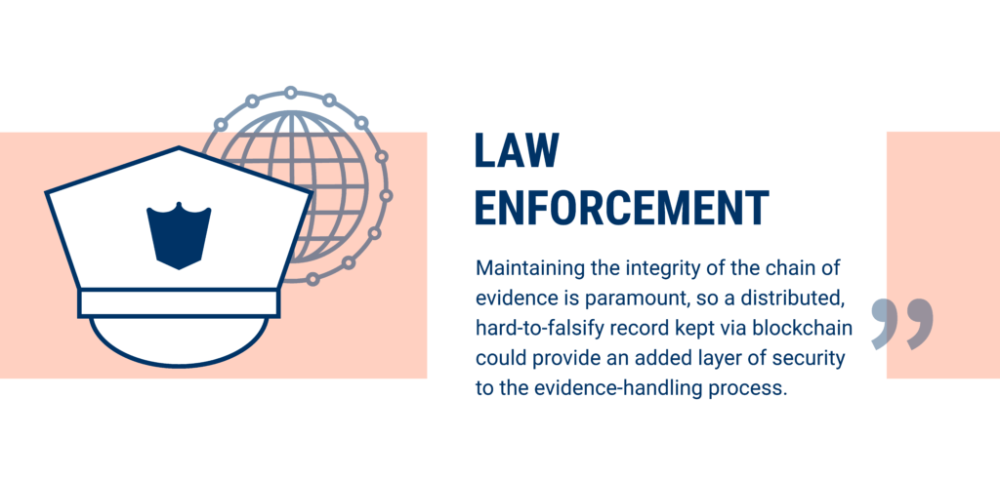 LAW
ENFORCEMENT
Maintaining the integrity of the chain of
evidence is paramount, so a distributed,
hard-to-falsify record kept via blockchain
could provide an added layer of security
to the evidence-handling process.
”